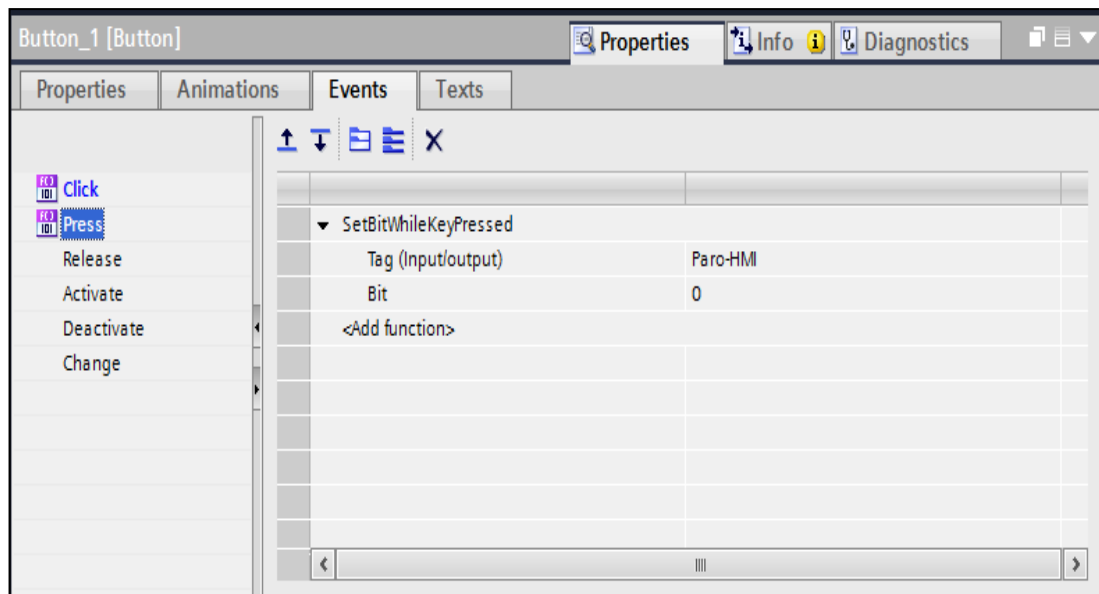 Button_1 [Button]
Properties Info Diagnostics
Properties Animations Events Texts
Click
Press
Release
Activate
Deactivate
Change
SetBitWhileKeyPressed
Tag (Input/output) Paro-HMI
Bit 0
<Add function>